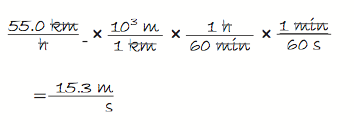 55.0 km/h × 10³ m/1 km × 1 h/60 min × 1 min/60 s
= 15.3 m/s